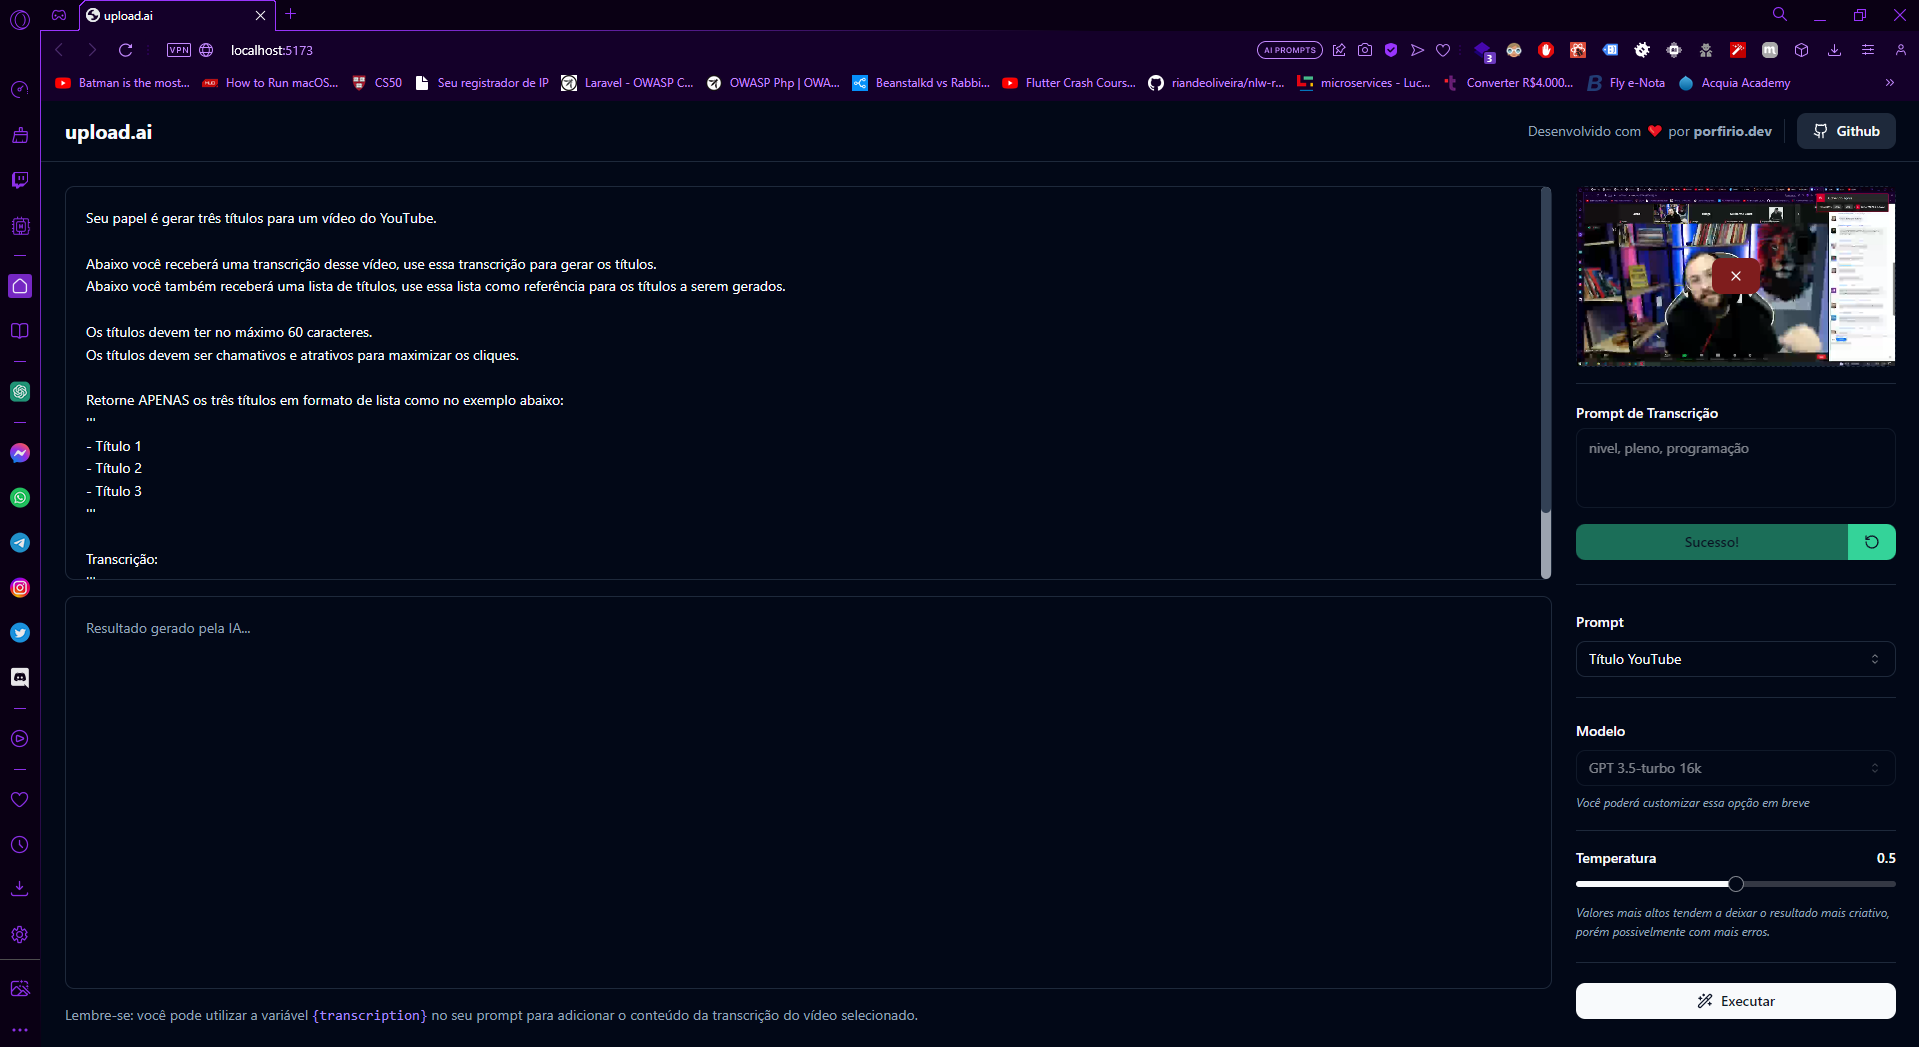 upload.ai
VPN
localhost:5173
AI PROMPTS
3
Batman is the most...
How to Run macOS...
CS50
Seu registrador de IP
Laravel - OWASP C...
OWASP Php | OWA...
Beanstalkd vs Rabbi...
Flutter Crash Cours...
riandeoliveira/nlw-r...
microservices - Luc...
Converter R$4.000...
Fly e-Nota
Acquia Academy
upload.ai
Desenvolvido com ❤ por porfirio.dev
Github
Seu papel é gerar três títulos para um vídeo do YouTube.
Abaixo você receberá uma transcrição desse vídeo, use essa transcrição para gerar os títulos.
Abaixo você também receberá uma lista de títulos, use essa lista como referência para os títulos a serem gerados.
Os títulos devem ter no máximo 60 caracteres.
Os títulos devem ser chamativos e atrativos para maximizar os cliques.
Retorne APENAS os três títulos em formato de lista como no exemplo abaixo:
'''
- Título 1
- Título 2
- Título 3
'''
Transcrição:
'''
Resultado gerado pela IA...
Lembre-se: você pode utilizar a variável {transcription} no seu prompt para adicionar o conteúdo da transcrição do vídeo selecionado.
Prompt de Transcrição
nivel, pleno, programação
Sucesso!
Prompt
Título YouTube
Modelo
GPT 3.5-turbo 16k
Você poderá customizar essa opção em breve
Temperatura
0.5
Valores mais altos tendem a deixar o resultado mais criativo,
porém possivelmente com mais erros.
Executar